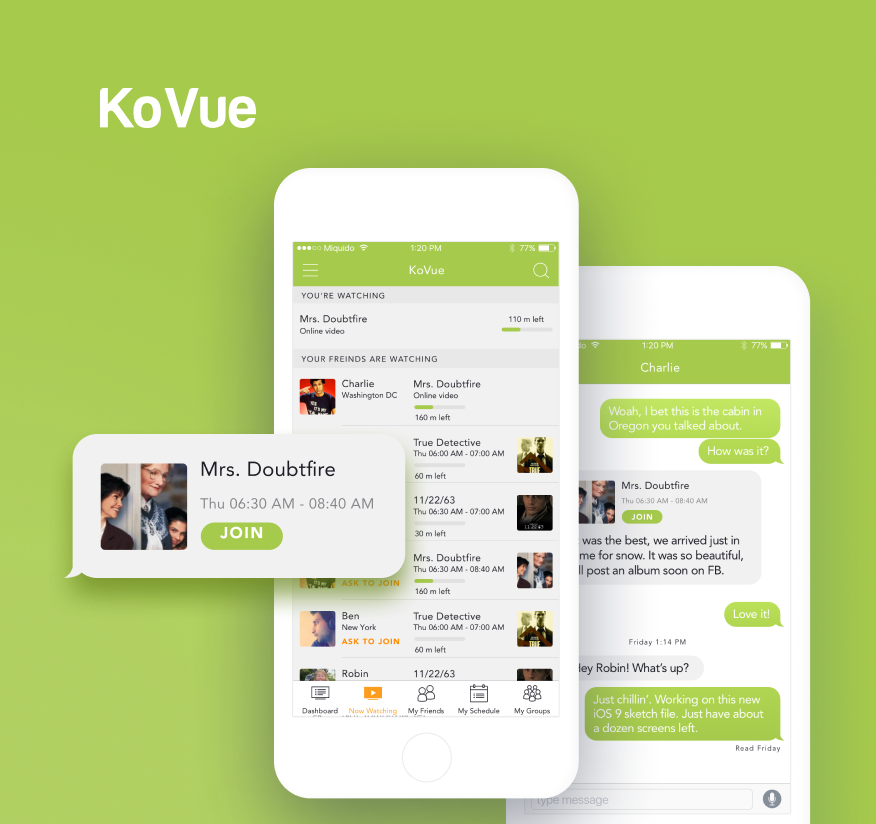 KoVue
Miquido
1:20 PM
77%
KoVue
YOU'RE WATCHING
Mrs. Doubtfire
Online video
110 m left
YOUR FREINDS ARE WATCHING
Charlie
Washington DC
Mrs. Doubtfire
Online video
160 m left
True Detective
Thu 06:00 AM - 07:00 AM
60 m left
11/22/63
Thu 06:30 AM - 07:00 AM
30 m left
Mrs. Doubtfire
Thu 06:30 AM - 08:40 AM
ASK TO JOIN
160 m left
Ben
New York
ASK TO JOIN
True Detective
Thu 06:00 AM - 07:00 AM
60 m left
Robin
11/22/63
Dashboard
Now Watching
My Friends
My Schedule
My Groups
Mrs. Doubtfire
Thu 06:30 AM - 08:40 AM
JOIN
do
1:20 PM
77%
Charlie
Woah, I bet this is the cabin in
Oregon you talked about.
How was it?
Mrs. Doubtfire
Thu 06:30 AM - 08:40 AM
JOIN
was the best, we arrived just in
me for snow. It was so beautiful,
ll post an album soon on FB.
Love it!
Friday 1:14 PM
Hey Robin! What's up?
Just chillin'. Working on this new
iOS 9 sketch file. Just have about
a dozen screens left.
Read Friday
Type message